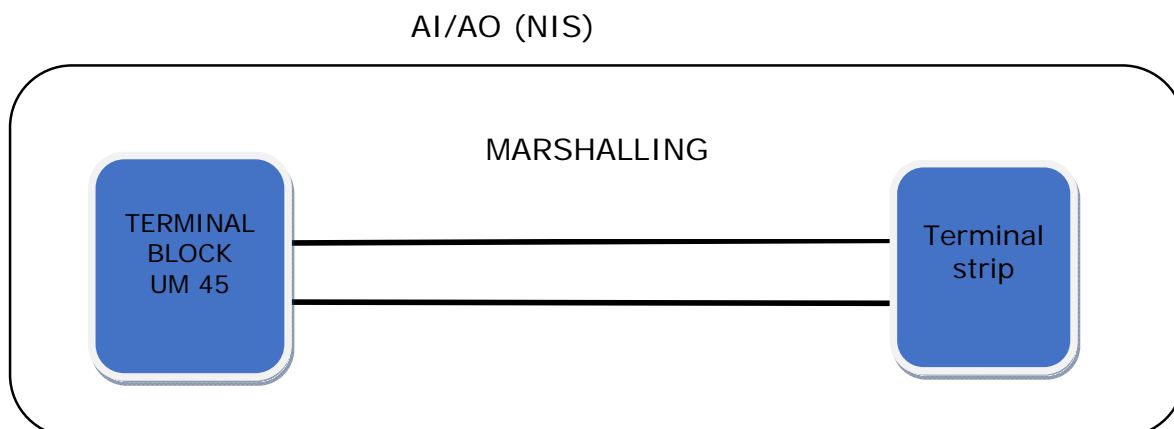 AI/AO (NIS)
MARSHALLING
TERMINAL
BLOCK
UM 45
Terminal
strip